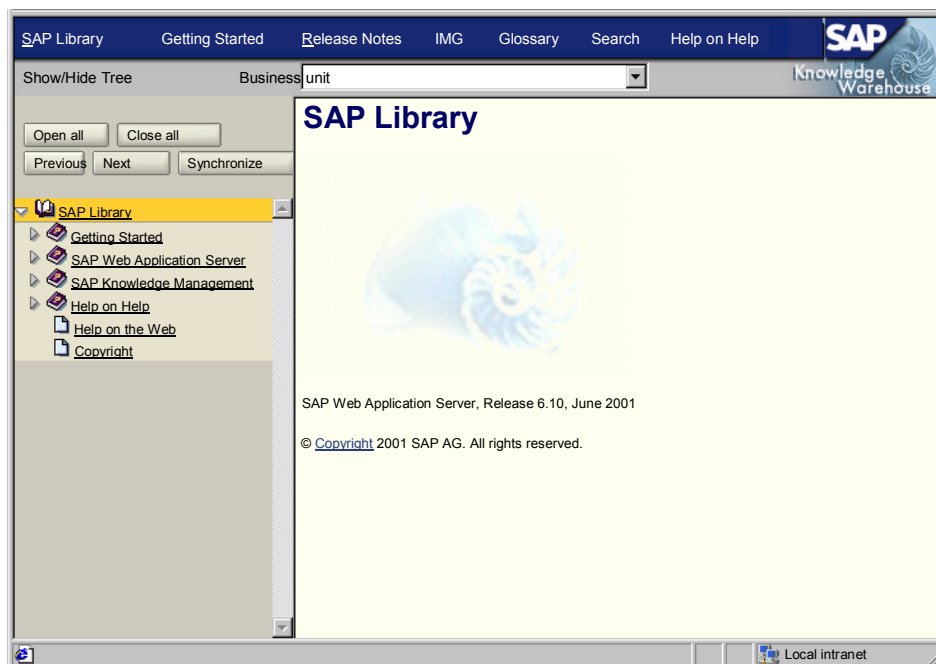 SAP Library Getting Started Release Notes IMG Glossary Search Help on Help SAP
Knowledge
Warehouse
Show/Hide Tree Business unit
Open all Close all
Previous Next Synchronize
SAP Library
SAP Library
Getting Started
SAP Web Application Server
SAP Knowledge Management
Help on Help
Help on the Web
Copyright
SAP Web Application Server, Release 6.10, June 2001
© Copyright 2001 SAP AG. All rights reserved.
Local intranet